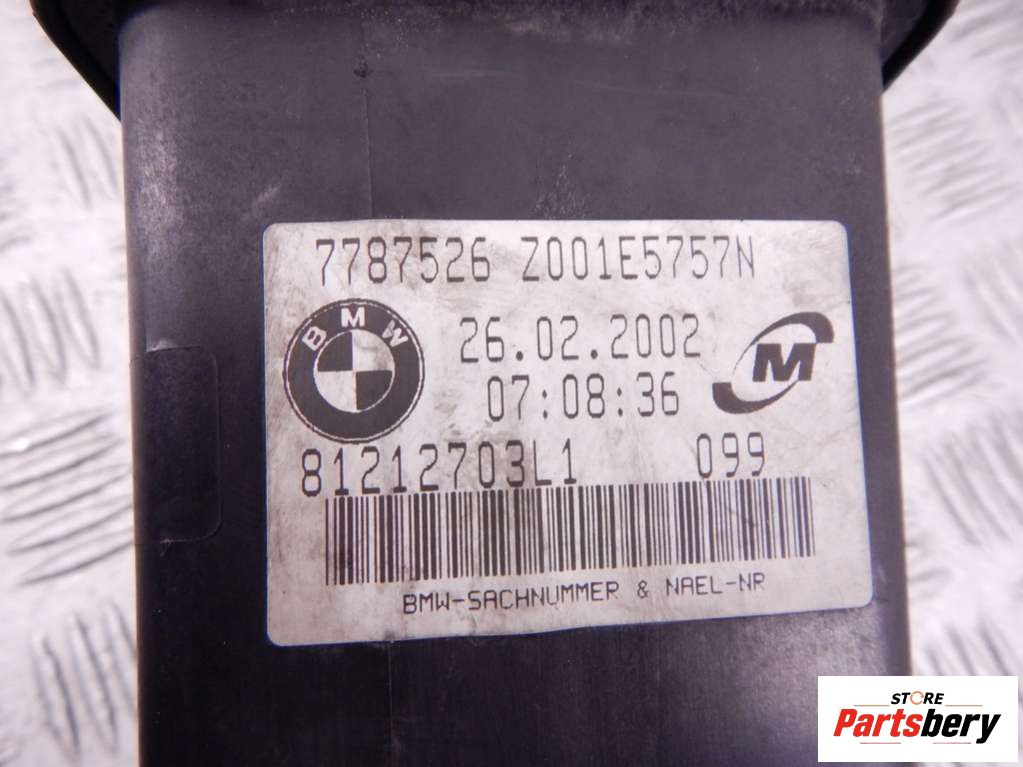 7787526 Z001E5757N
BMW
26.02.2002
M
07:08:36
81212703L1 099
BMW-SACHNUMMER & NAEL-NR
STORE
Partsbery